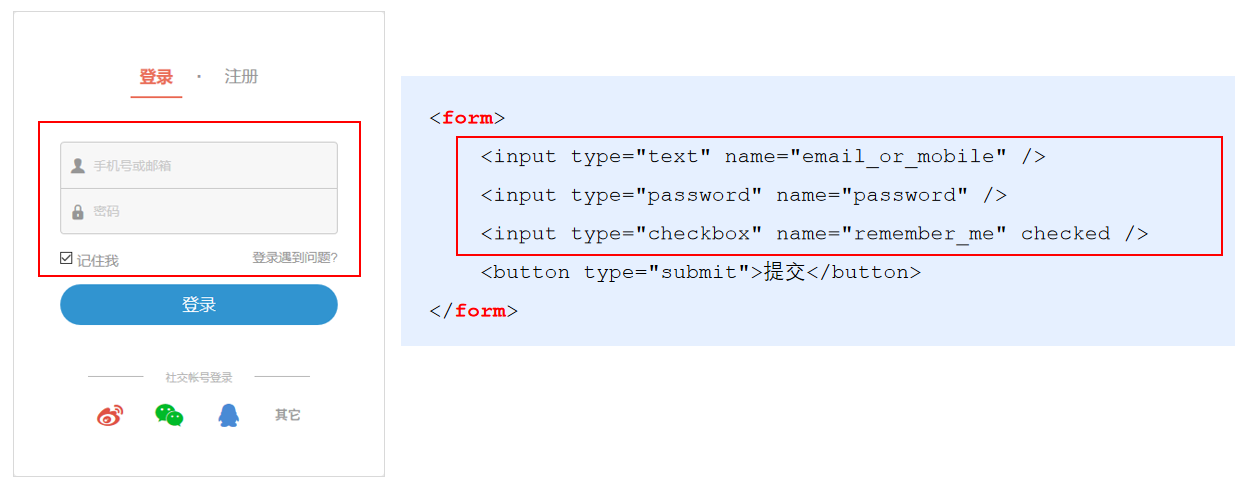 登录 · 注册
手机号或邮箱
密码
记住我 登录遇到问题?
登录
社交帐号登录
其它
<form>
<input type="text" name="email_or_mobile" />
<input type="password" name="password" />
<input type="checkbox" name="remember_me" checked />
<button type="submit">提交</button>
</form>